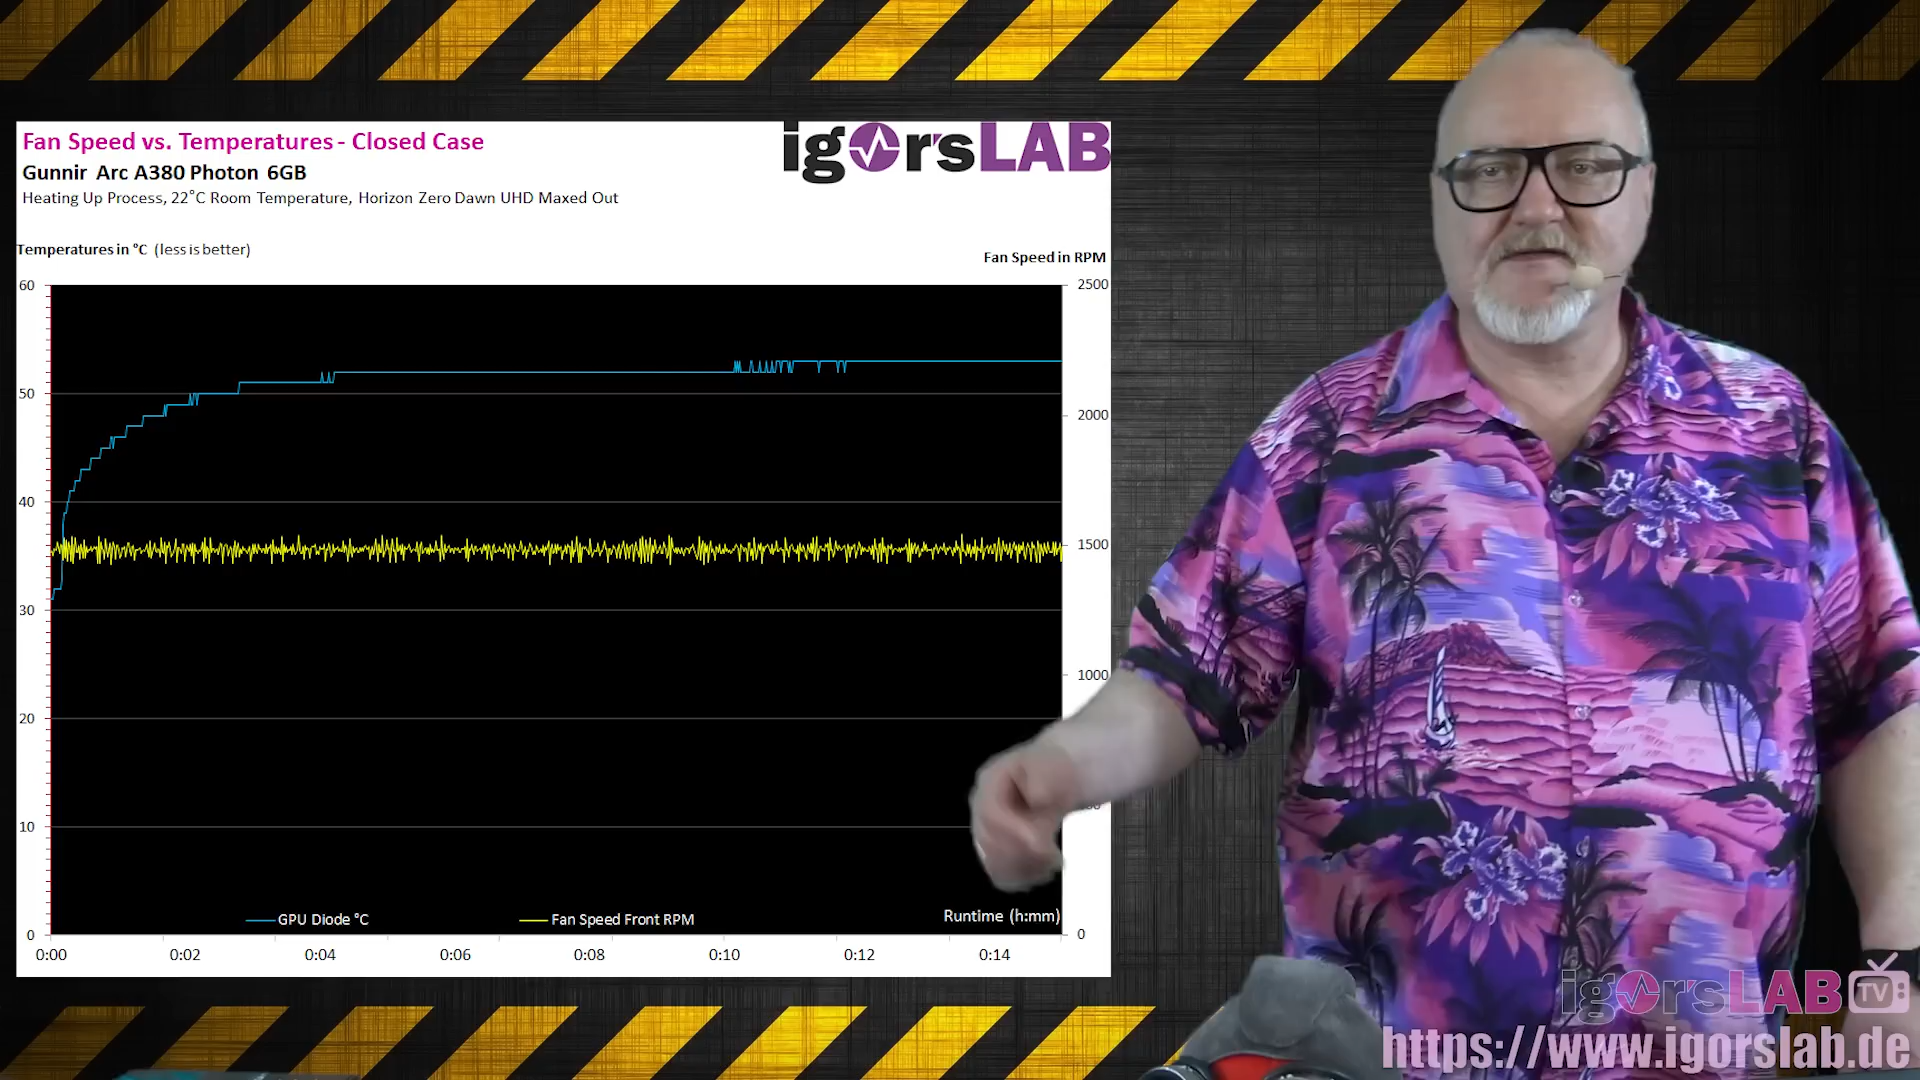 Fan Speed vs. Temperatures - Closed Case
igorsLAB
Gunnir Arc A380 Photon 6GB
Heating Up Process, 22°C Room Temperature, Horizon Zero Dawn UHD Maxed Out
Temperatures in °C (less is better)
Fan Speed in RPM
60
2500
50
2000
40
1500
30
1000
20
10
GPU Diode °C
Fan Speed Front RPM
Runtime (h:mm)
0
0
0:00 0:02 0:04 0:06 0:08 0:10 0:12 0:14
igorsLAB TV
https://www.igorslab.de